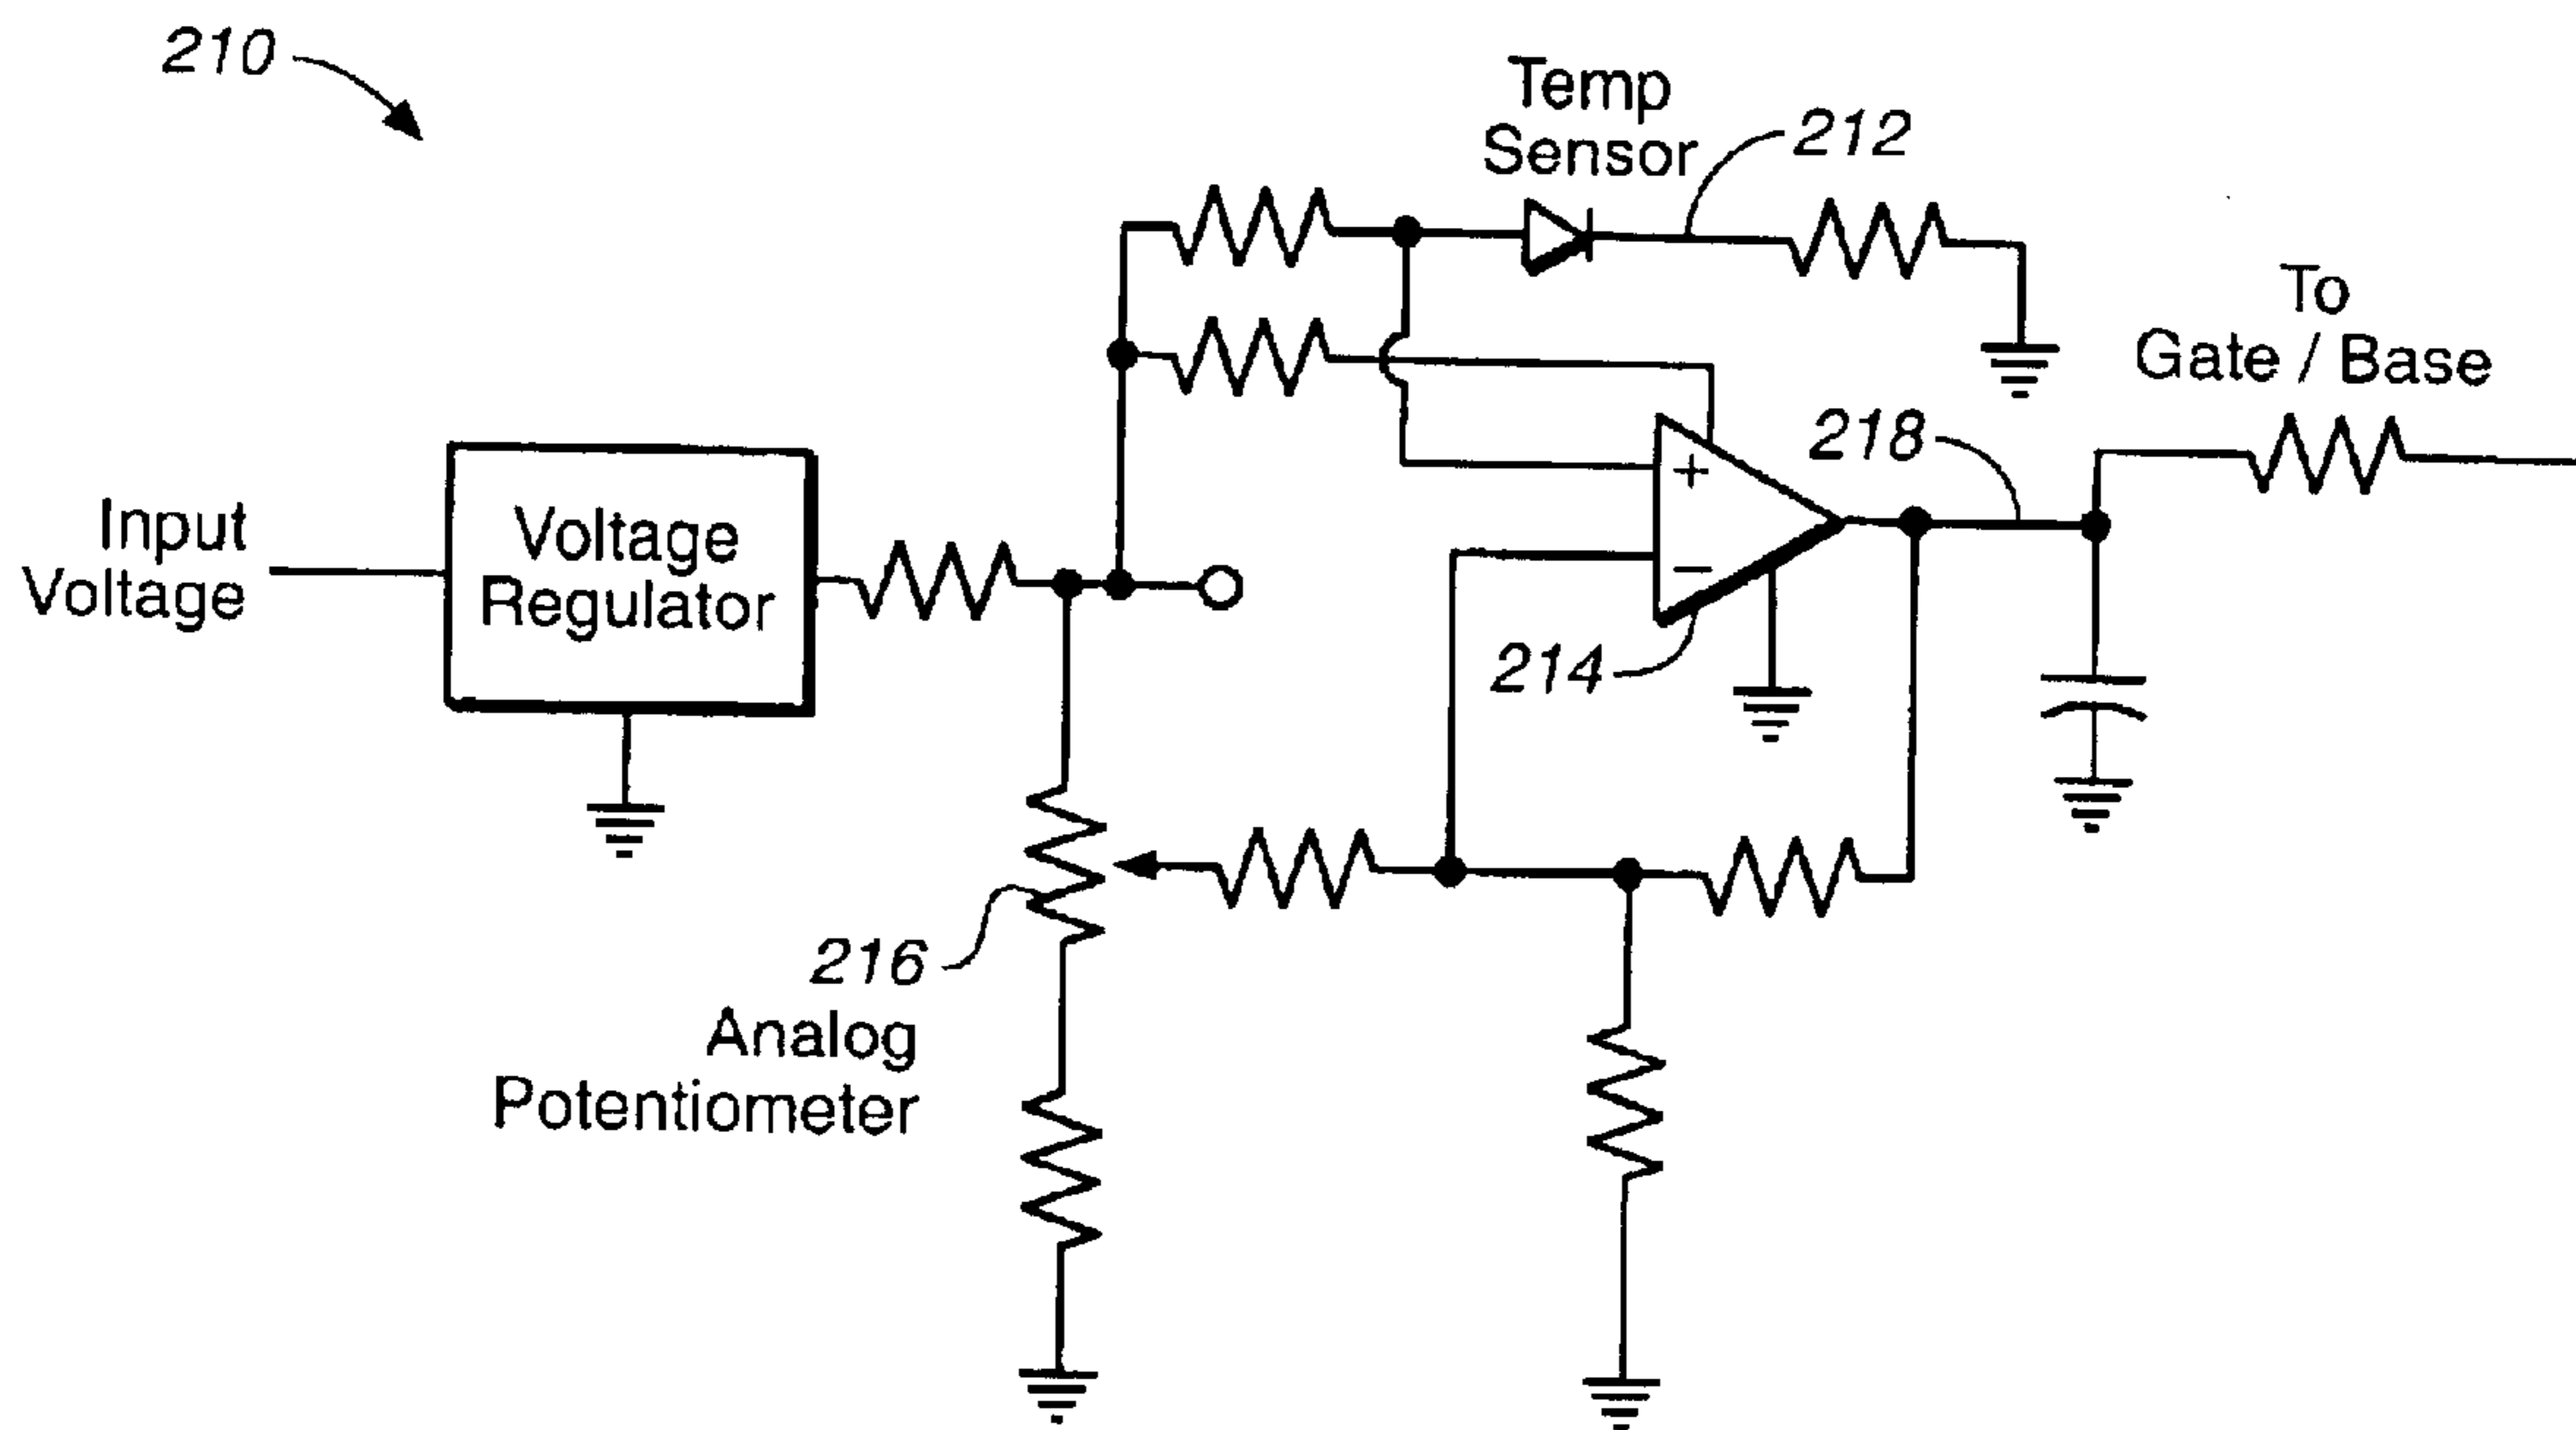 210
Temp
Sensor
212
To
Gate / Base
218
Input
Voltage
Voltage
Regulator
+
−
214
216
Analog
Potentiometer